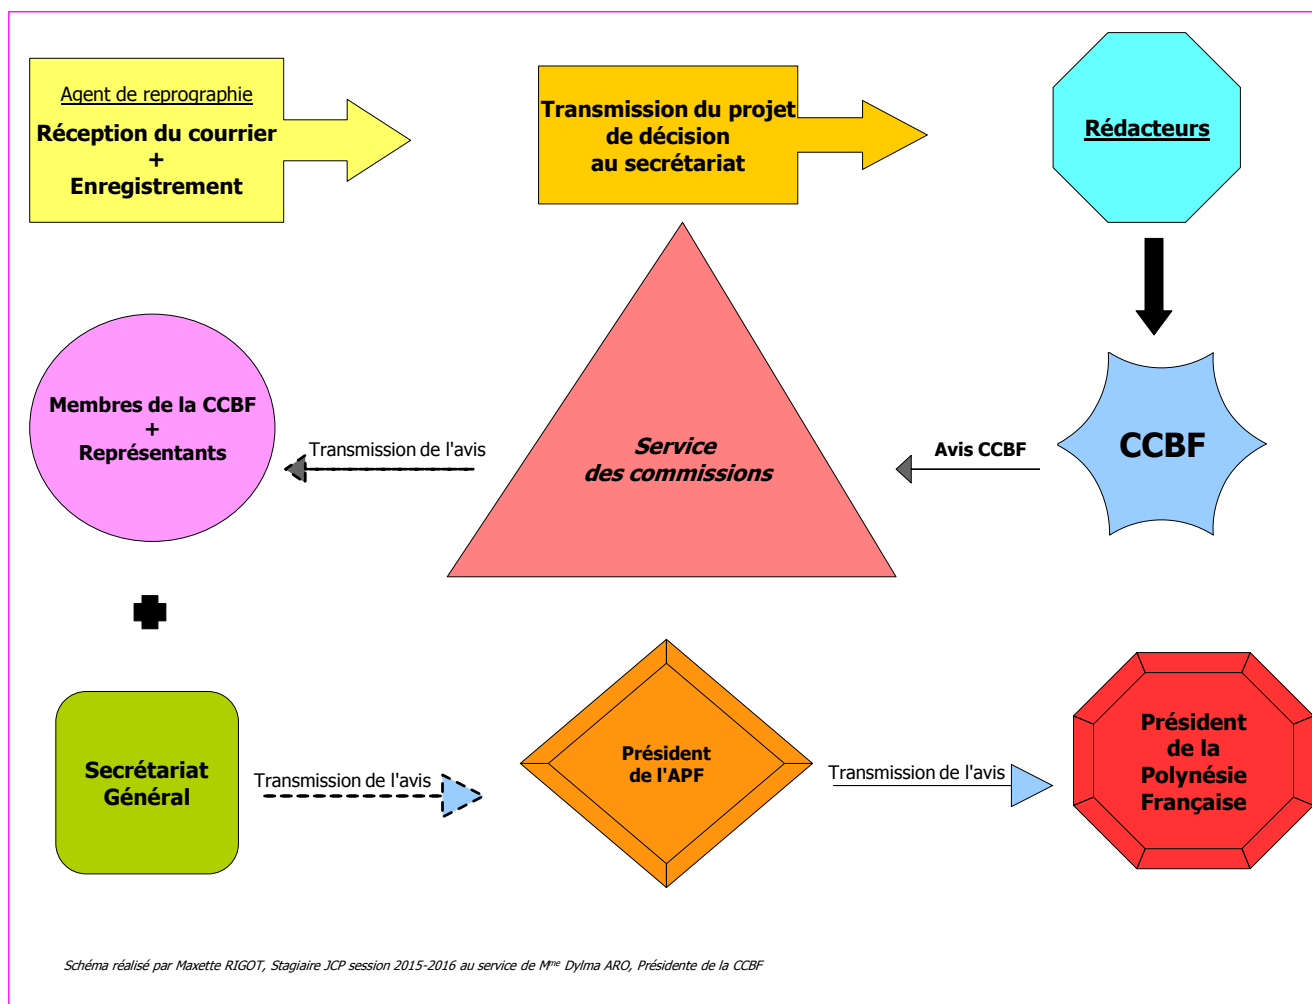 Agent de reprographie
Réception du courrier
+
Enregistrement
Transmission du projet
de décision
au secrétariat
Rédacteurs
Membres de la CCBF
+
Représentants
Transmission de l'avis
Service
des commissions
Avis CCBF
CCBF
Secrétariat
Général
Transmission de l'avis
Président
de l'APF
Transmission de l'avis
Président
de la
Polynésie
Française
Schéma réalisé par Maxette RIGOT, Stagiaire JCP session 2015-2016 au service de Mme Dylma ARO, Présidente de la CCBF